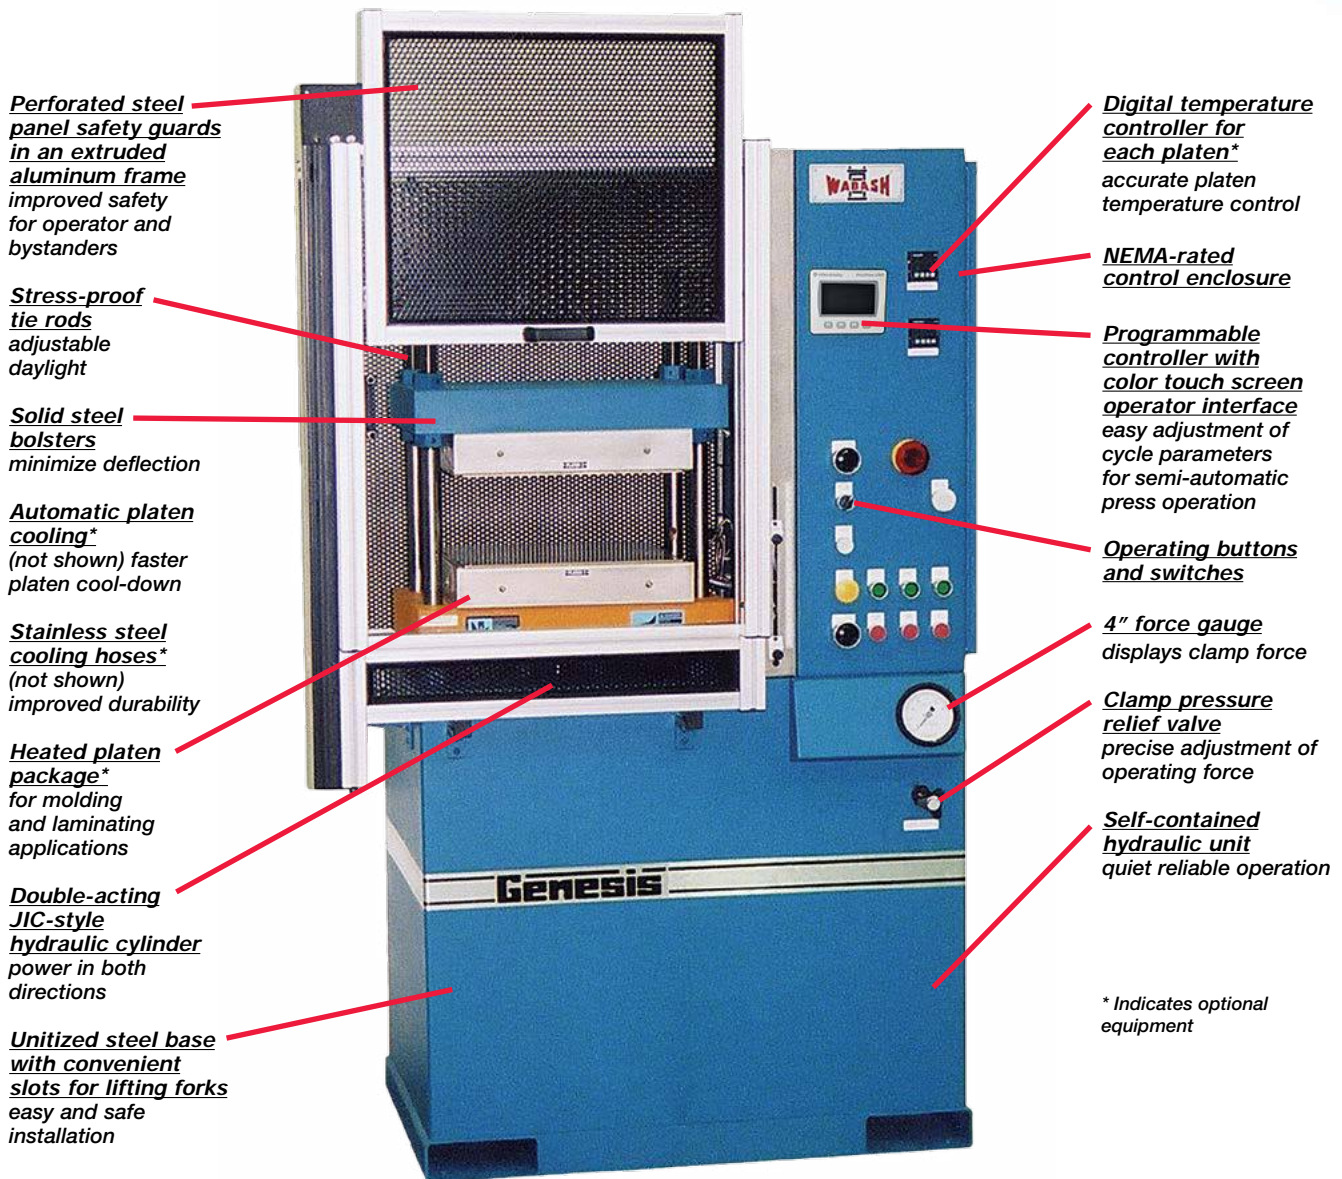 Perforated steel
panel safety guards
in an extruded
aluminum frame
improved safety
for operator and
bystanders
Stress-proof
tie rods
adjustable
daylight
Solid steel
bolsters
minimize deflection
Automatic platen
cooling*
(not shown) faster
platen cool-down
Stainless steel
cooling hoses*
(not shown)
improved durability
Heated platen
package*
for molding
and laminating
applications
Double-acting
JIC-style
hydraulic cylinder
power in both
directions
Unitized steel base
with convenient
slots for lifting forks
easy and safe
installation
WABASH
Genesis
Digital temperature
controller for
each platen*
accurate platen
temperature control
NEMA-rated
control enclosure
Programmable
controller with
color touch screen
operator interface
easy adjustment of
cycle parameters
for semi-automatic
press operation
Operating buttons
and switches
4″ force gauge
displays clamp force
Clamp pressure
relief valve
precise adjustment of
operating force
Self-contained
hydraulic unit
quiet reliable operation
* Indicates optional
equipment